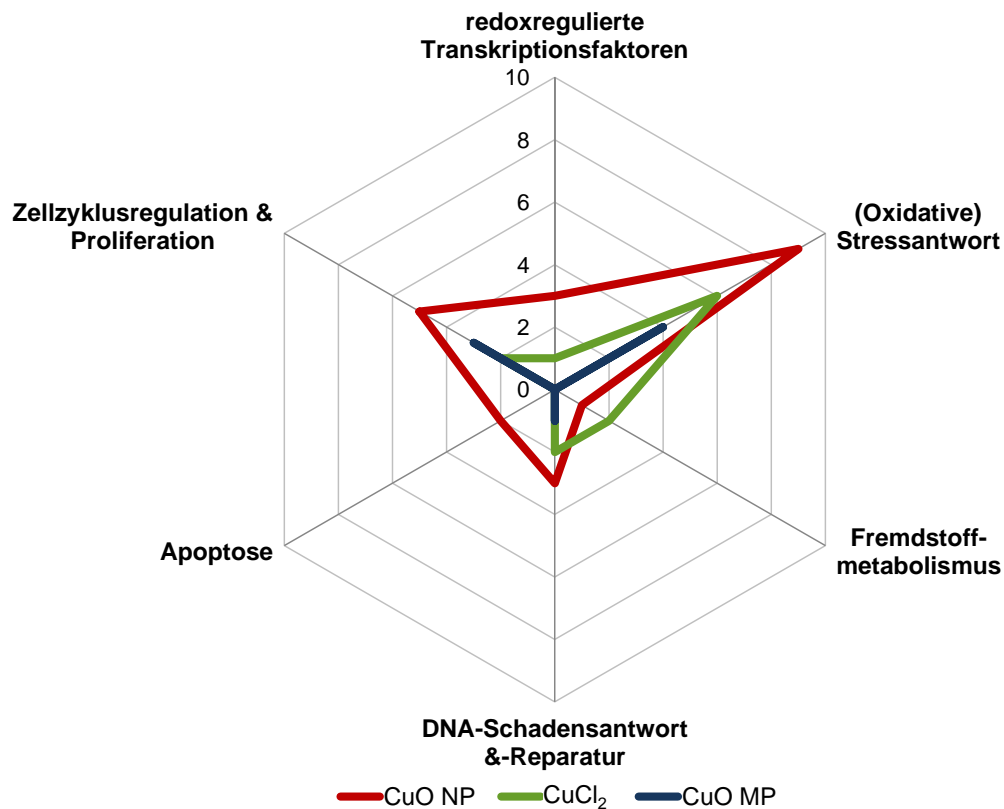 redoxregulierte
Transkriptionsfaktoren
10
8
6
4
2
0
Zellzyklusregulation &
Proliferation
(Oxidative)
Stressantwort
Apoptose
Fremdstoff-
metabolismus
DNA-Schadensantwort
&-Reparatur
CuO NP CuCl₂ CuO MP